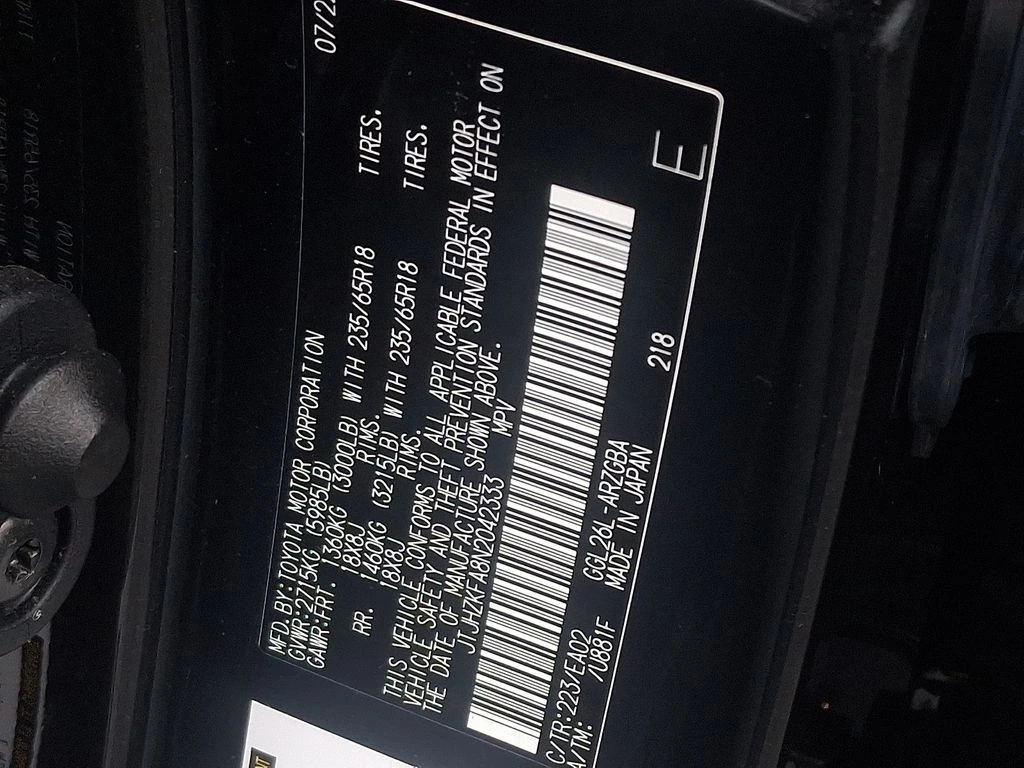 07/2
MFD.BY:TOYOTA MOTOR CORPORATION
GVWR:2715KG (5985LB)
GAWR:FRT. 1360KG (3000LB) WITH 235/65R18 TIRES.
18X8J RIMS.
RR. 1460KG (3215LB) WITH 235/65R18 TIRES.
18X8J RIMS.
THIS VEHICLE CONFORMS TO ALL APPLICABLE FEDERAL MOTOR
VEHICLE SAFETY AND THEFT PREVENTION STANDARDS IN EFFECT ON
THE DATE OF MANUFACTURE SHOWN ABOVE.
JTJHZKFA8N2042333 MPV
C/TR:223/EA02 GGL26L-ARZGBA
A/TM: /U881F MADE IN JAPAN
218
E